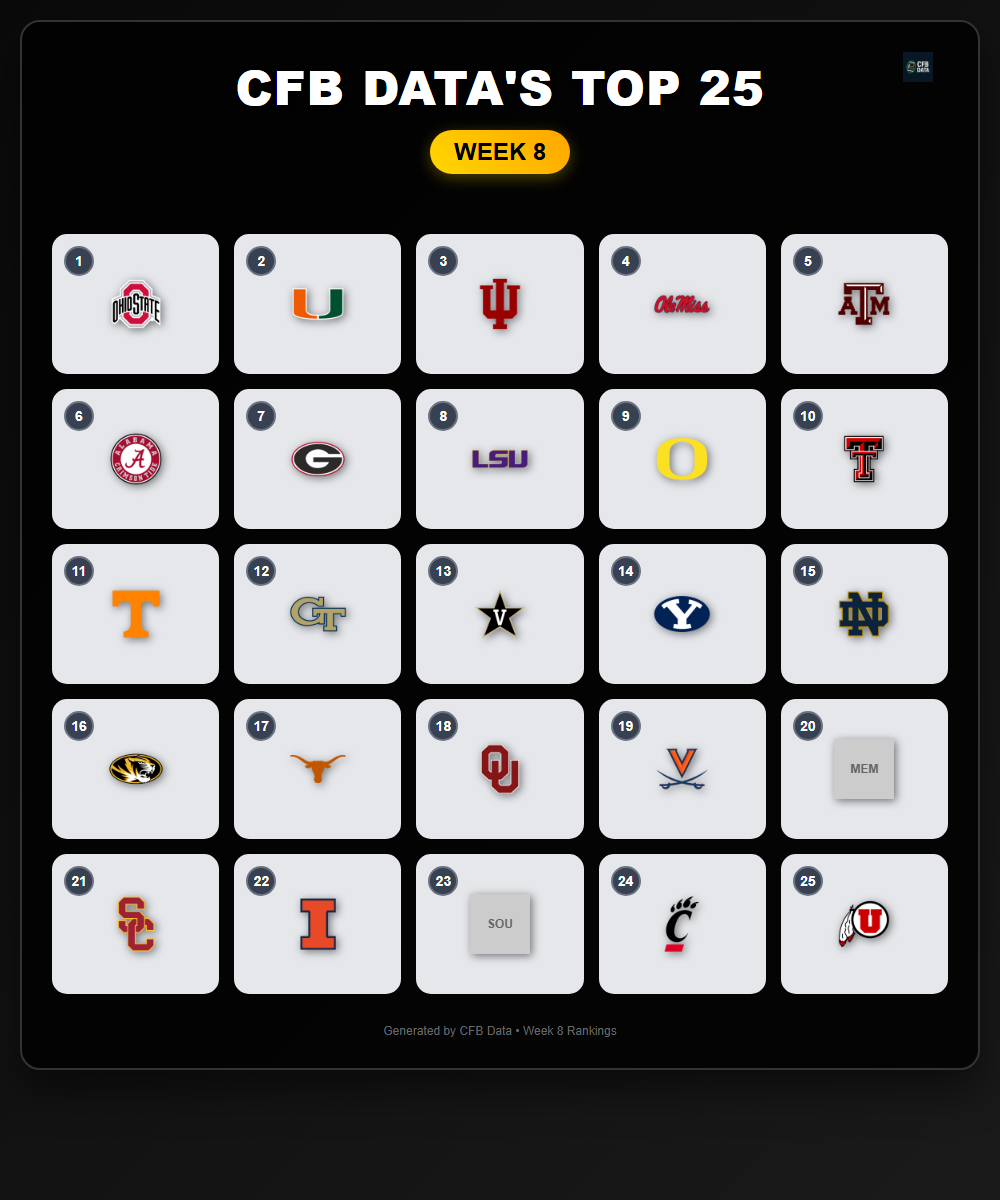 CFB DATA
CFB DATA'S TOP 25
WEEK 8
1
2
3
4
5
OHIO STATE
U
Ole Miss
ATM
6
7
8
9
10
ALABAMA
A
CRIMSON TIDE
G
LSU
O
TT
11
12
13
14
15
T
GT
V
Y
ND
16
17
18
19
20
OU
V
MEM
21
22
23
24
25
SC
I
SOU
C
U
Generated by CFB Data • Week 8 Rankings